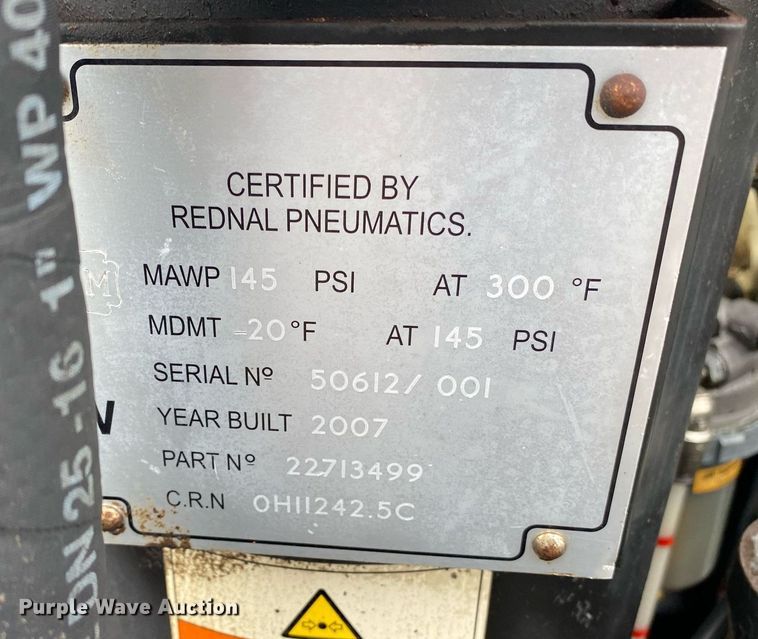 CERTIFIED BY
REDNAL PNEUMATICS.
M
MAWP 145 PSI AT 300 °F
MDMT -20 °F AT 145 PSI
SERIAL Nº 50612/001
YEAR BUILT 2007
PART Nº 22713499
C.R.N 0H11242.5C
DN 25 -16 1" WP 40
Purple Wave Auction